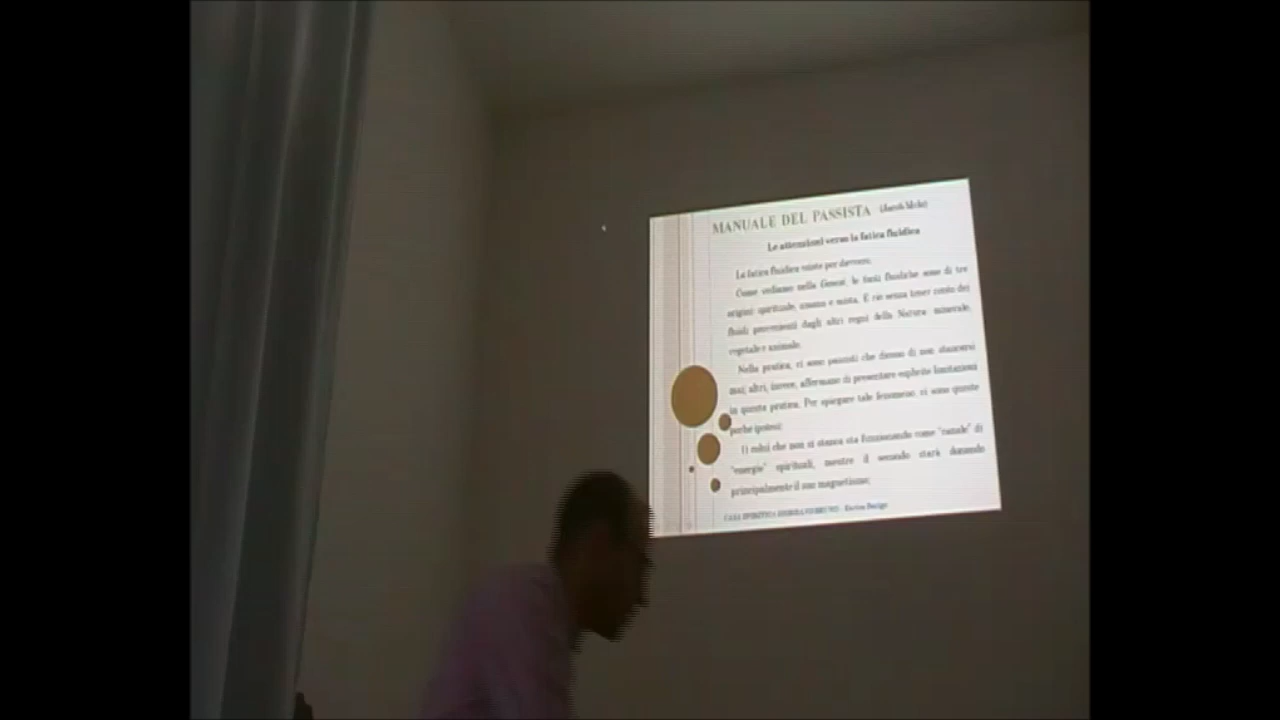 MANUALE DEL PASSISTA (Jacob Melo)
Le attenzioni verso la fatica fluidica
La fatica fluidica esiste per davvero.
Come vediamo nella Genesi, le fonti fluidiche sono di tre
origini: spirituale, umana e mista. E ciò senza tener conto dei
fluidi provenienti dagli altri regni della Natura: minerale,
vegetale e animale.
Nella pratica, ci sono passisti che dicono di non stancarsi
mai; altri, invece, affermano di presentare esplicite limitazioni
in questa pratica. Per spiegare tale fenomeno, ci sono queste
poche ipotesi:
1) colui che non si stanca sta funzionando come "canale" di
"energie" spirituali, mentre il secondo starà donando
principalmente il suo magnetismo;
CASA SPIRITICA